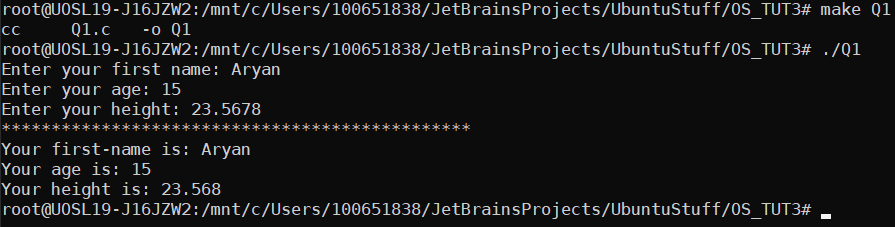 root@UOSL19-J16JZW2:/mnt/c/Users/100651838/JetBrainsProjects/UbuntuStuff/OS_TUT3# make Q1
cc     Q1.c   -o Q1
root@UOSL19-J16JZW2:/mnt/c/Users/100651838/JetBrainsProjects/UbuntuStuff/OS_TUT3# ./Q1
Enter your first name: Aryan
Enter your age: 15
Enter your height: 23.5678
***********************************************
Your first-name is: Aryan
Your age is: 15
Your height is: 23.568
root@UOSL19-J16JZW2:/mnt/c/Users/100651838/JetBrainsProjects/UbuntuStuff/OS_TUT3#